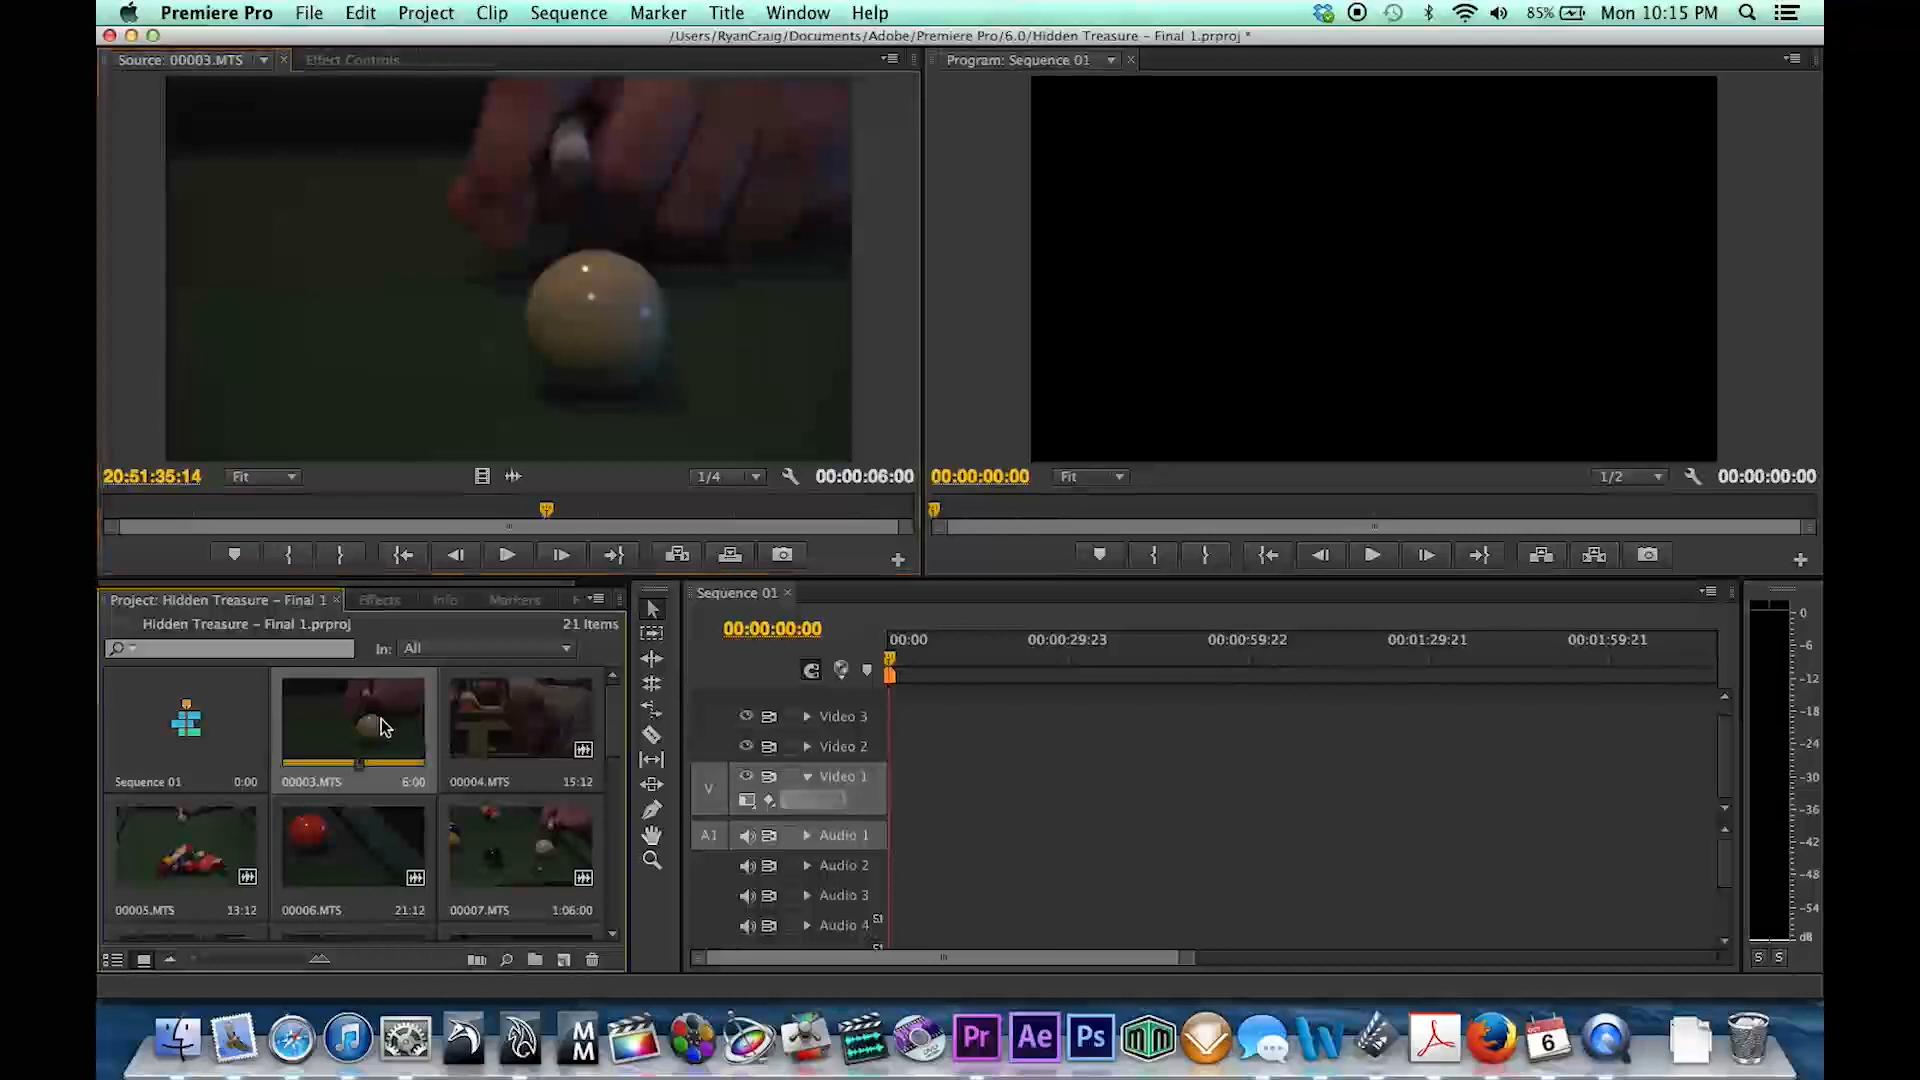 Premiere Pro File Edit Project Clip Sequence Marker Title Window Help 85% Mon 10:15 PM
/Users/RyanCraig/Documents/Adobe/Premiere Pro/6.0/Hidden Treasure - Final 1.prproj *
Source: 00003.MTS Effect Controls
Program: Sequence 01
20:51:35:14 Fit 1/4 00:00:06:00
00:00:00:00 Fit 1/2 00:00:00:00
Project: Hidden Treasure - Final 1 Effects Info Markers
Hidden Treasure - Final 1.prproj 21 Items
In: All
Sequence 01 0:00
00003.MTS 6:00
00004.MTS 15:12
00005.MTS 13:12
00006.MTS 21:12
00007.MTS 1:06:00
Sequence 01
00:00:00:00
00:00 00:00:29:23 00:00:59:22 00:01:29:21 00:01:59:21
Video 3
Video 2
V Video 1
A1 Audio 1
Audio 2
Audio 3
Audio 4
0
-6
-12
-18
-24
-30
-36
-42
-48
-54
dB
S S
MM
Pr Ae Ps
W
6